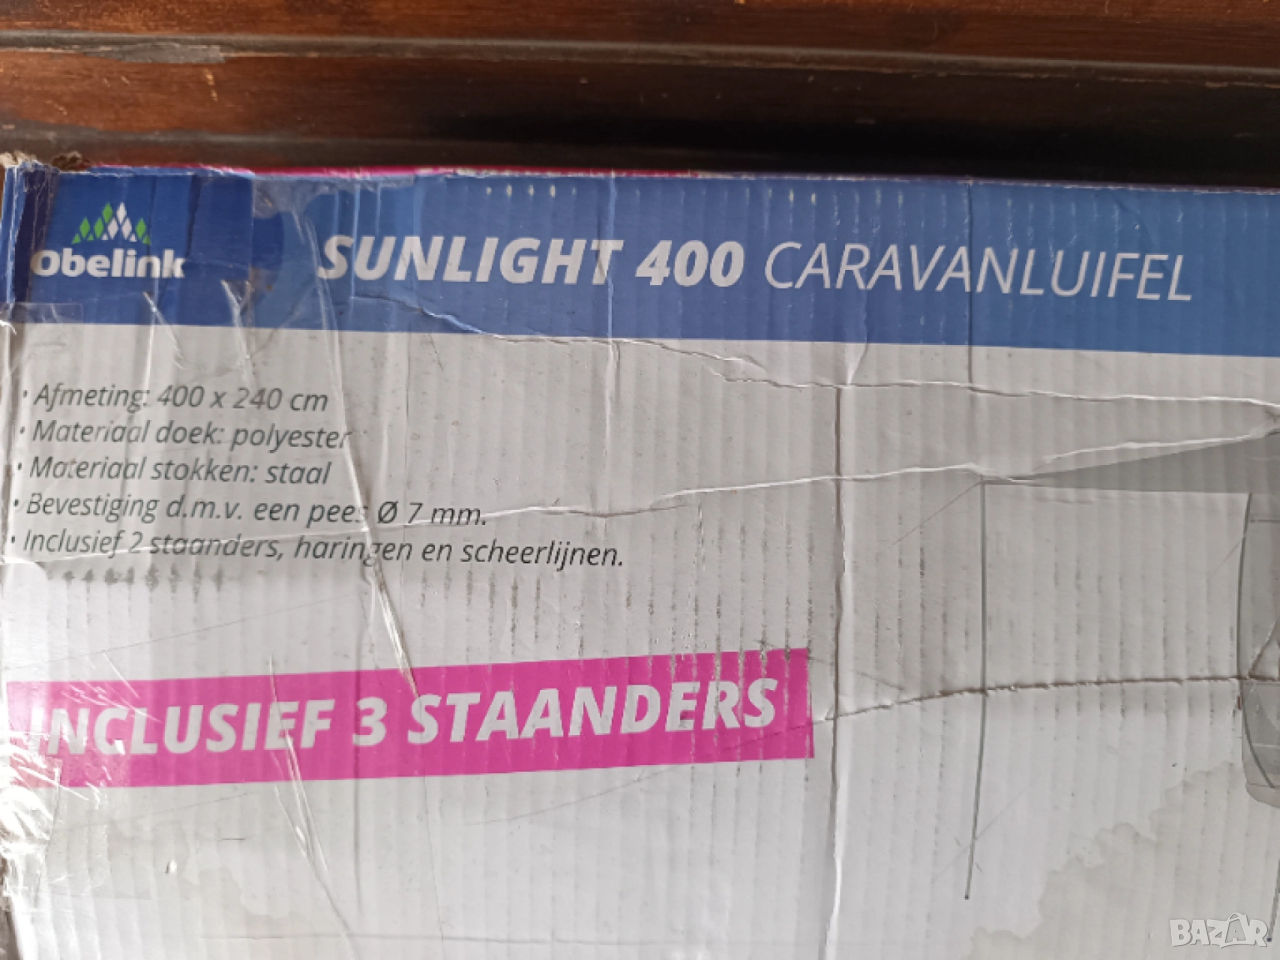 obelink
SUNLIGHT 400 CARAVANLUIFEL
• Afmeting: 400 x 240 cm
• Materiaal doek: polyester
• Materiaal stokken: staal
• Bevestiging d.m.v. een pees Ø 7 mm.
• Inclusief 2 staanders, haringen en scheerlijnen.
INCLUSIEF 3 STAANDERS
BAZAR